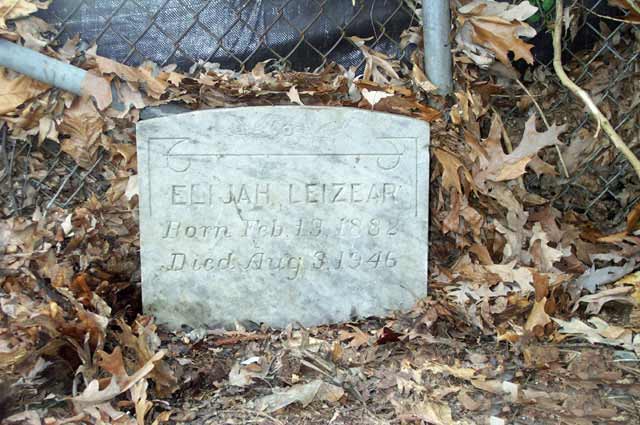 ELIJAH LEIZEAR
Born Feb. 13, 1882
Died Aug 3, 1946